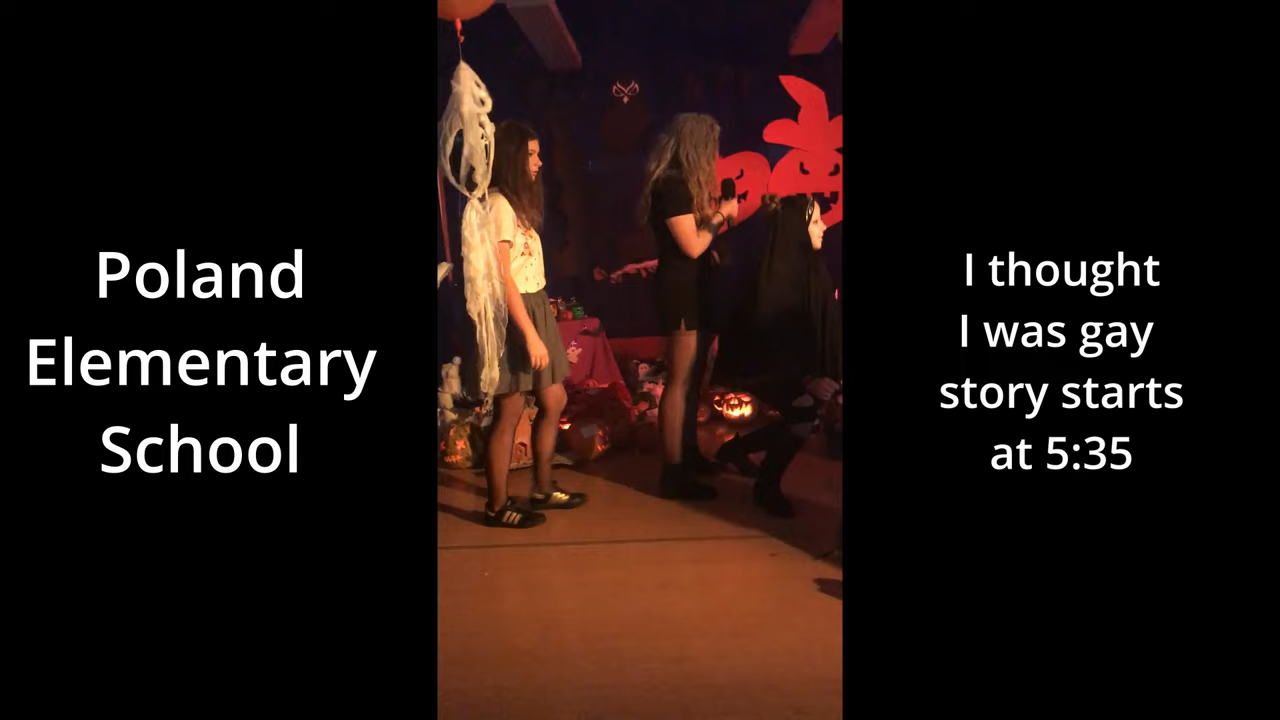 Poland
Elementary
School
I thought
I was gay
story starts
at 5:35